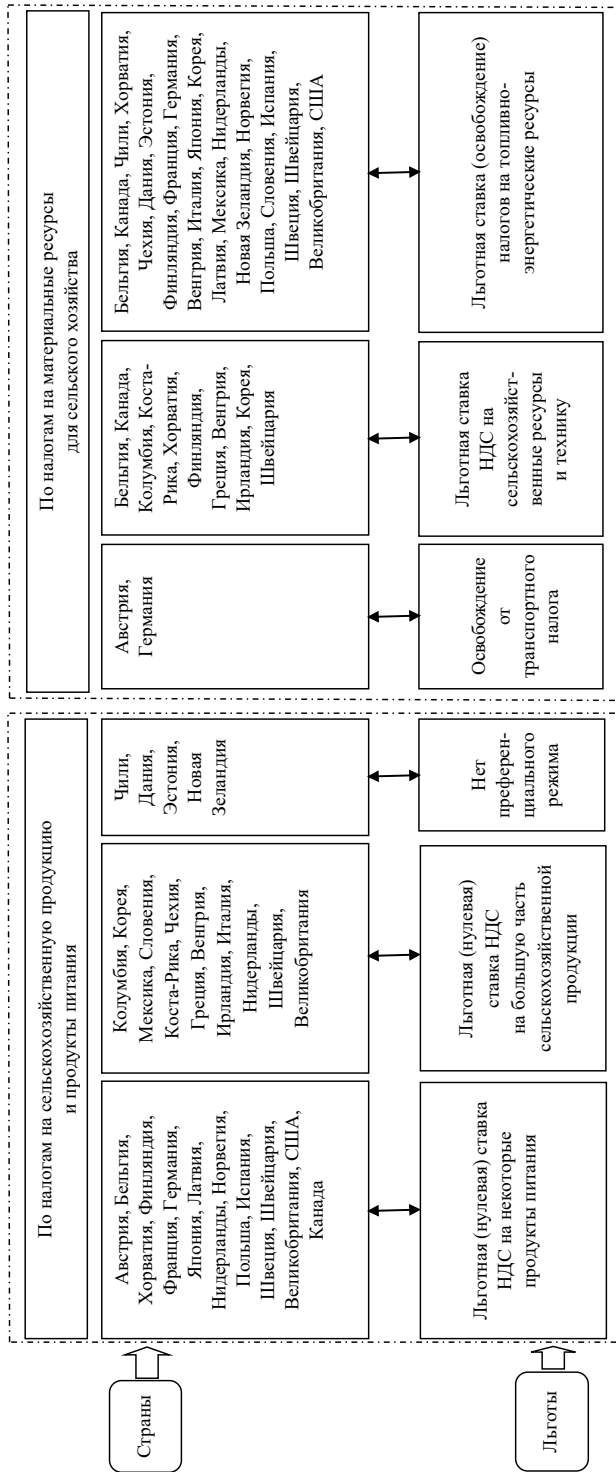 По налогам на сельскохозяйственную продукцию
и продукты питания
По налогам на материальные ресурсы
для сельского хозяйства
Страны
Австрия, Бельгия,
Хорватия, Финляндия,
Франция, Германия,
Япония, Латвия,
Нидерланды, Норвегия,
Польша, Испания,
Швеция, Швейцария,
Великобритания, США,
Канада
Колумбия, Корея,
Мексика, Словения,
Коста-Рика, Чехия,
Греция, Венгрия,
Ирландия, Италия,
Нидерланды,
Швейцария,
Великобритания
Чили,
Дания,
Эстония,
Новая
Зеландия
Австрия,
Германия
Бельгия, Канада,
Колумбия, Коста-
Рика, Хорватия,
Финляндия,
Греция, Венгрия,
Ирландия, Корея,
Швейцария
Бельгия, Канада, Чили, Хорватия,
Чехия, Дания, Эстония,
Финляндия, Франция, Германия,
Венгрия, Италия, Япония, Корея,
Латвия, Мексика, Нидерланды,
Новая Зеландия, Норвегия,
Польша, Словения, Испания,
Швеция, Швейцария,
Великобритания, США
Льготы
Льготная (нулевая) ставка
НДС на некоторые
продукты питания
Льготная (нулевая)
ставка НДС
на большую часть
сельскохозяйственной
продукции
Нет
преферен-
циального
режима
Освобождение
от
транспортного
налога
Льготная ставка
НДС на
сельскохозяйст-
венные ресурсы
и технику
Льготная ставка (освобождение)
налогов на топливно-
энергетические ресурсы